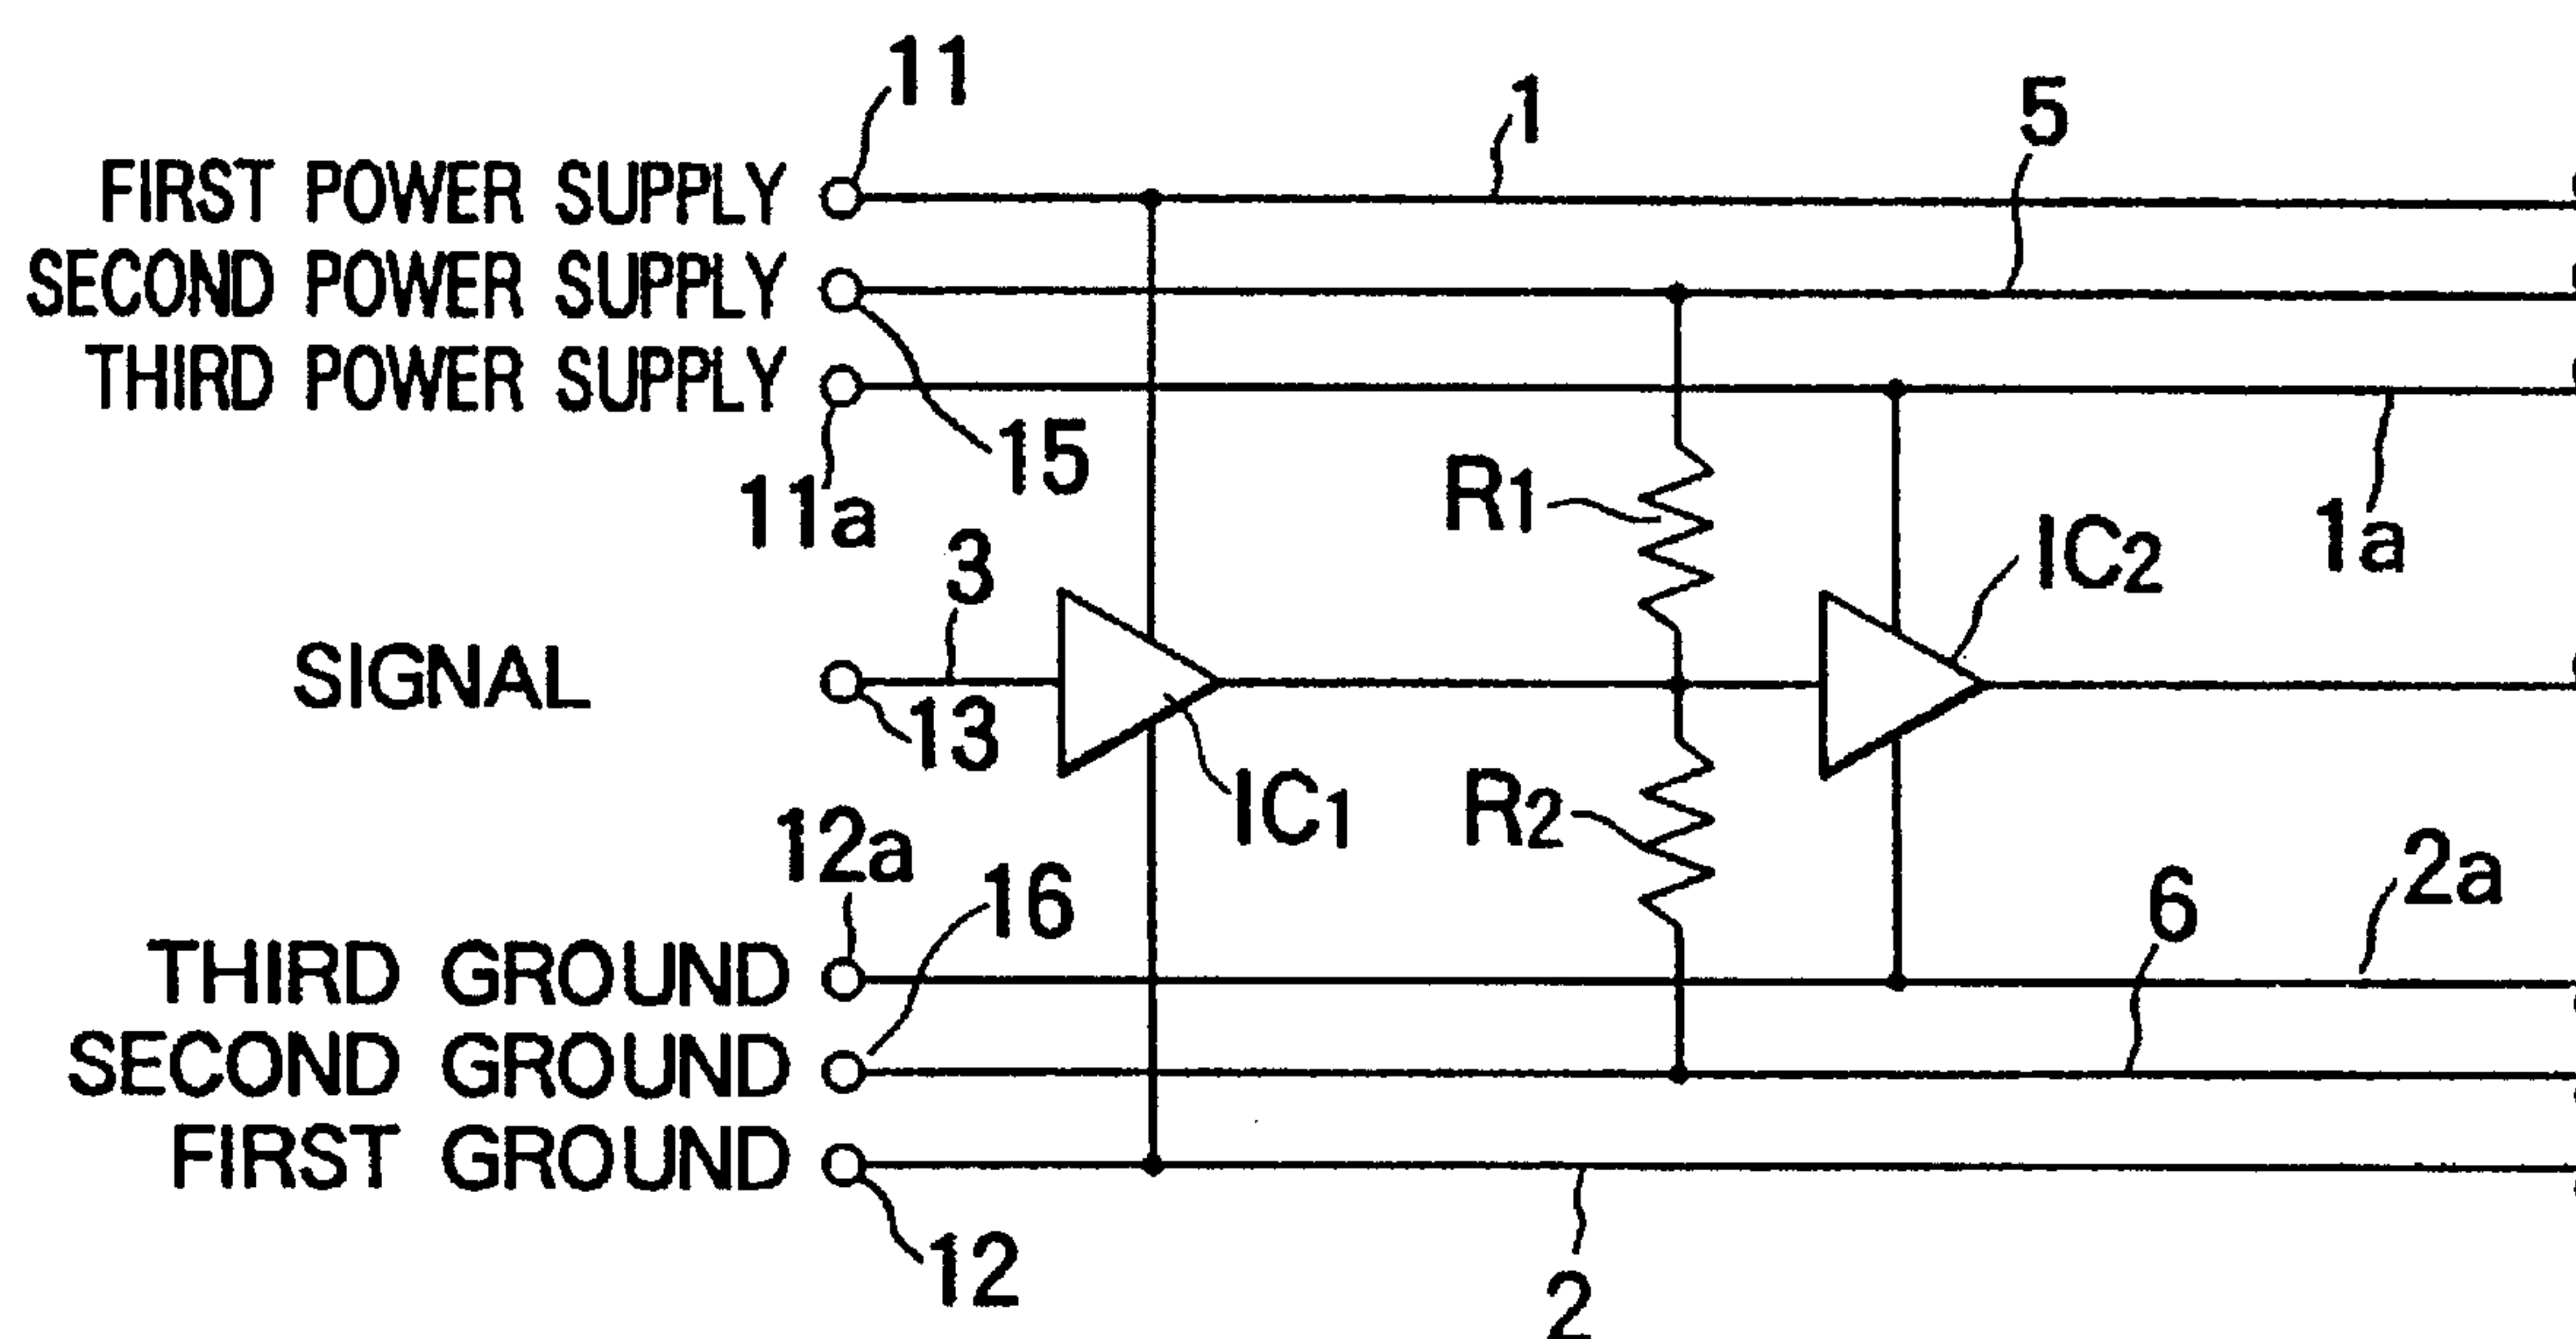 11
1
5
FIRST POWER SUPPLY
SECOND POWER SUPPLY
THIRD POWER SUPPLY
15
11a
R1
1a
3
IC2
SIGNAL
13
IC1
R2
12a
16
2a
6
THIRD GROUND
SECOND GROUND
FIRST GROUND
12
2